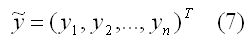 ỹ = (y₁, y₂,..., yₙ)ᵀ (7)